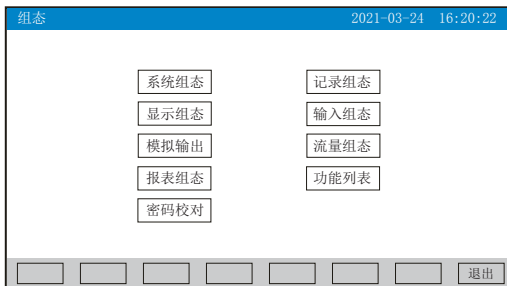 组态 2021-03-24 16:20:22
系统组态 记录组态
显示组态 输入组态
模拟输出 流量组态
报表组态 功能列表
密码校对
退出